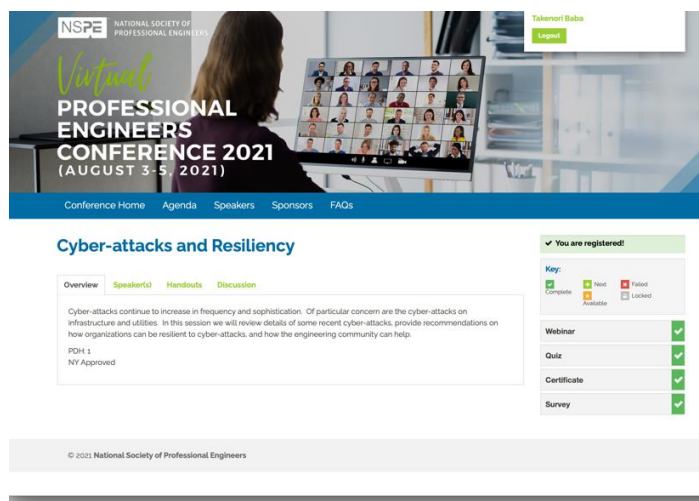 NSPE
NATIONAL SOCIETY OF
PROFESSIONAL ENGINEERS
Takenori Baba
Logout
Virtual
PROFESSIONAL
ENGINEERS
CONFERENCE 2021
(AUGUST 3-5, 2021)
Conference Home Agenda Speakers Sponsors FAQs
Cyber-attacks and Resiliency
Overview Speaker(s) Handouts Discussion
Cyber-attacks continue to increase in frequency and sophistication. Of particular concern are the cyber-attacks on
infrastructure and utilities. In this session we will review details of some recent cyber-attacks, provide recommendations on
how organizations can be resilient to cyber-attacks, and how the engineering community can help.
PDH: 1
NY Approved
You are registered!
Key:
Complete Next Failed
Available Locked
Webinar
Quiz
Certificate
Survey
© 2021 National Society of Professional Engineers